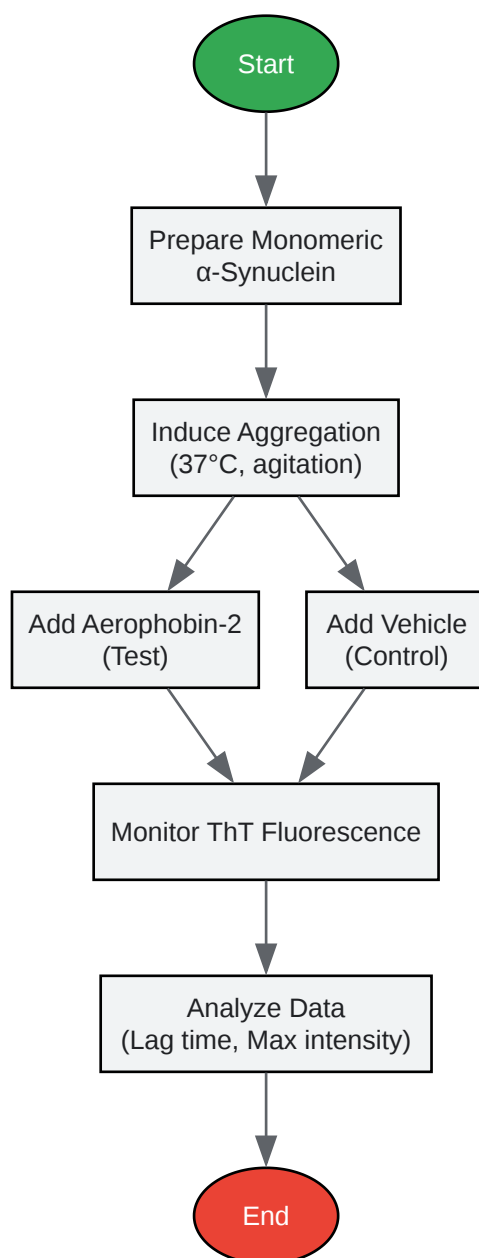 Start
Prepare Monomeric
α-Synuclein
Induce Aggregation
(37°C, agitation)
Add Aerophobin-2
(Test)
Add Vehicle
(Control)
Monitor ThT Fluorescence
Analyze Data
(Lag time, Max intensity)
End